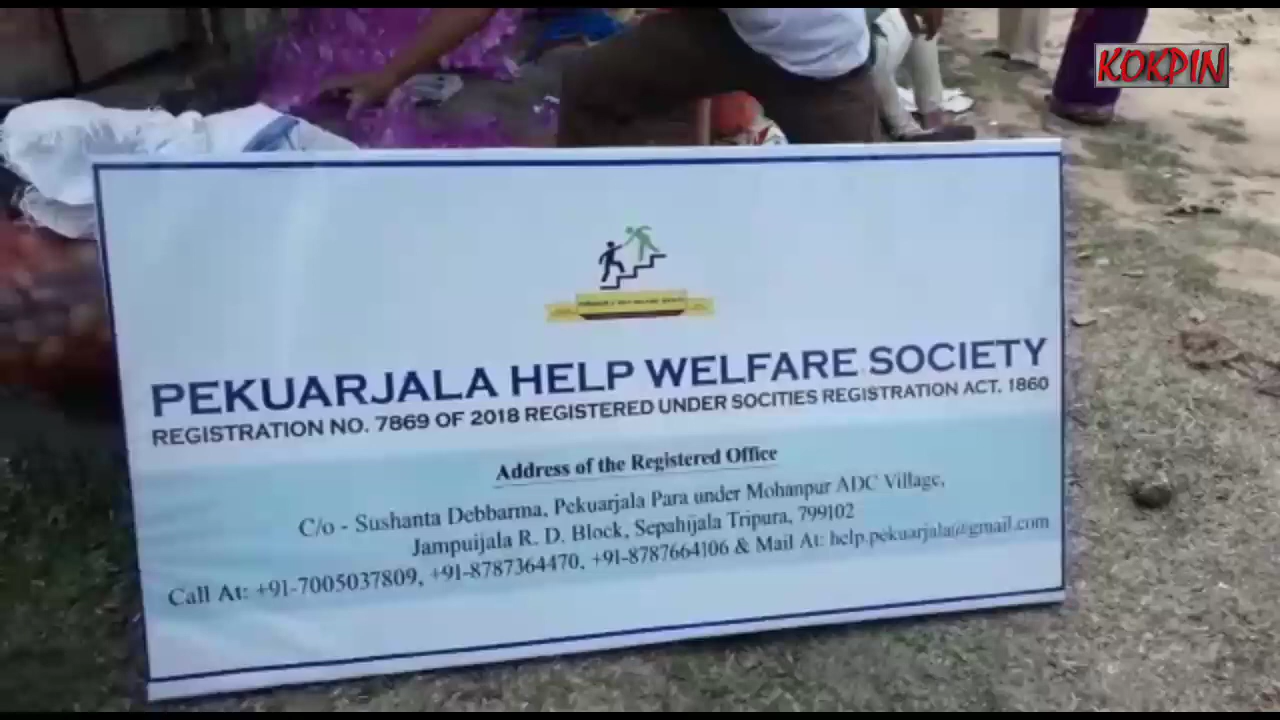 KOKPIN
PEKUARJALA HELP WELFARE SOCIETY
REGISTRATION NO. 7869 OF 2018 REGISTERED UNDER SOCITIES REGISTRATION ACT. 1860
Address of the Registered Office
C/o - Sushanta Debbarma, Pekuarjala Para under Mohanpur ADC Village,
Jampuijala R. D. Block, Sepahijala Tripura, 799102
Call At: +91-7005037809, +91-8787364470, +91-8787664106 & Mail At: help.pekuarjala@gmail.com